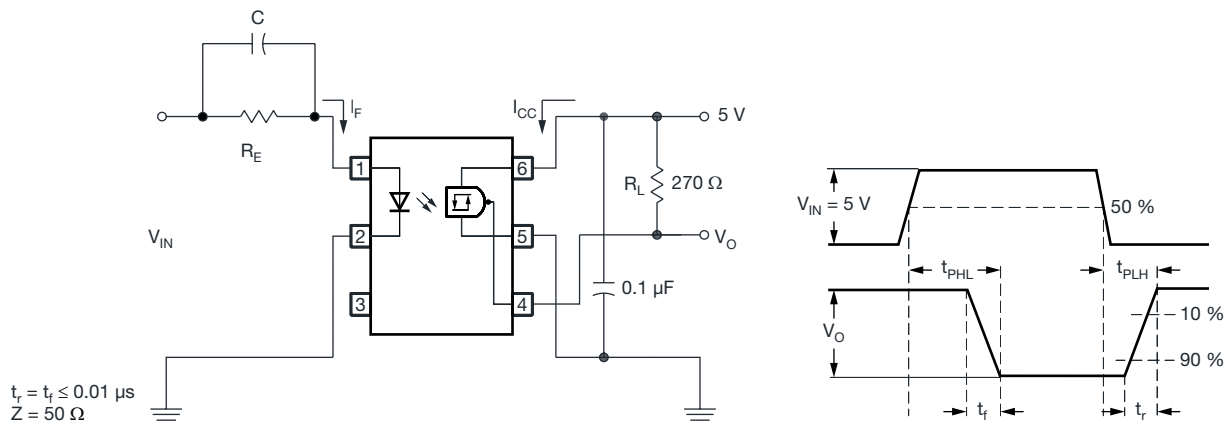 C
I_F
R_E
V_IN
t_r = t_f ≤ 0.01 µs
Z = 50 Ω
1
2
3
I_CC
6
5
4
5 V
R_L 270 Ω
V_O
0.1 µF
V_IN = 5 V
50 %
t_PHL
t_PLH
V_O
10 %
90 %
t_f
t_r